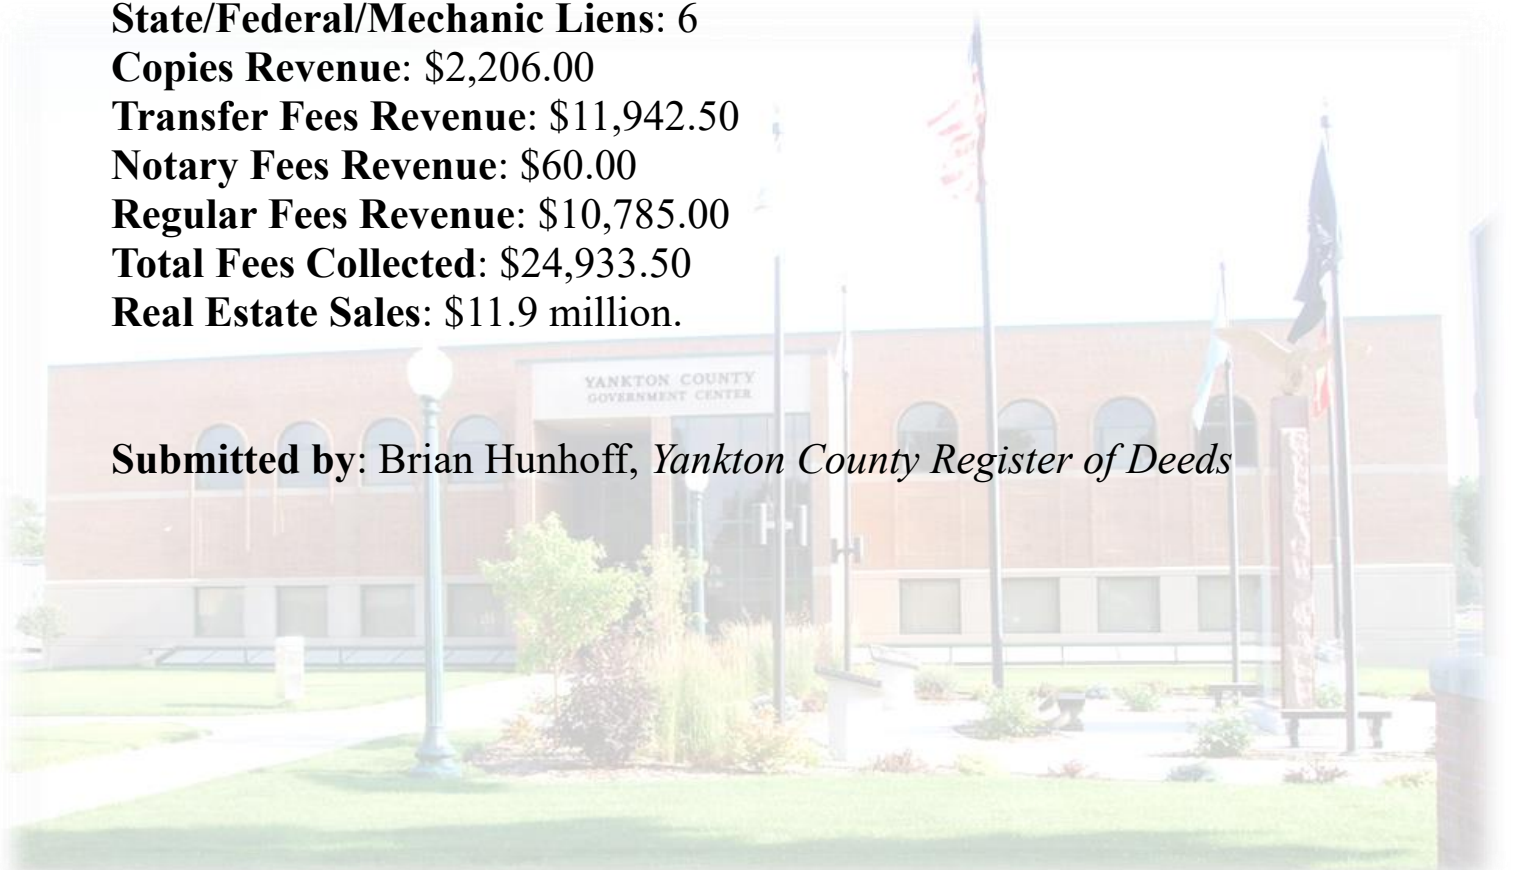 State/Federal/Mechanic Liens: 6
Copies Revenue: $2,206.00
Transfer Fees Revenue: $11,942.50
Notary Fees Revenue: $60.00
Regular Fees Revenue: $10,785.00
Total Fees Collected: $24,933.50
Real Estate Sales: $11.9 million.
YANKTON COUNTY
GOVERNMENT CENTER
Submitted by: Brian Hunhoff, Yankton County Register of Deeds